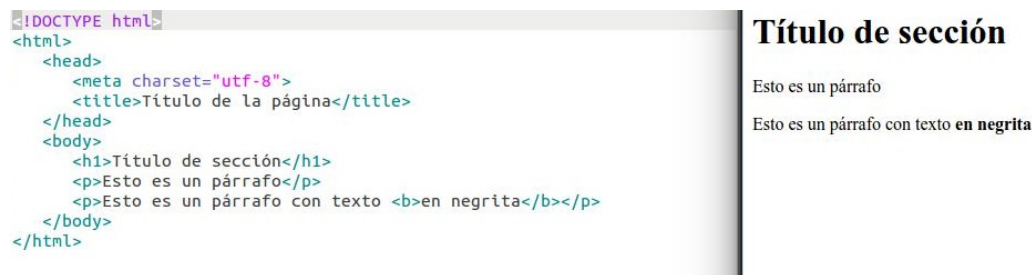 <!DOCTYPE html>
<html>
<head>
<meta charset="utf-8">
<title>Título de la página</title>
</head>
<body>
<h1>Título de sección</h1>
<p>Esto es un párrafo</p>
<p>Esto es un párrafo con texto <b>en negrita</b></p>
</body>
</html>
Título de sección
Esto es un párrafo
Esto es un párrafo con texto en negrita